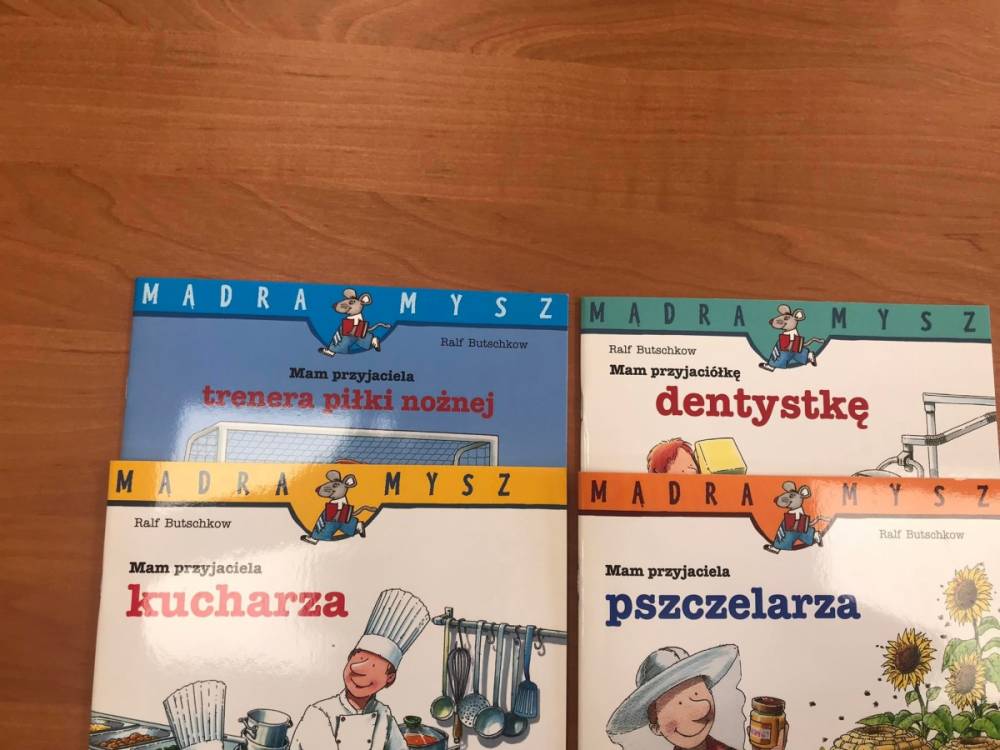 MĄDRA MYSZ
Ralf Butschkow
Mam przyjaciela
trenera piłki nożnej
MĄDRA MYSZ
Ralf Butschkow
Mam przyjaciółkę
dentystkę
MĄDRA MYSZ
Ralf Butschkow
Mam przyjaciela
kucharza
MĄDRA MYSZ
Ralf Butschkow
Mam przyjaciela
pszczelarza